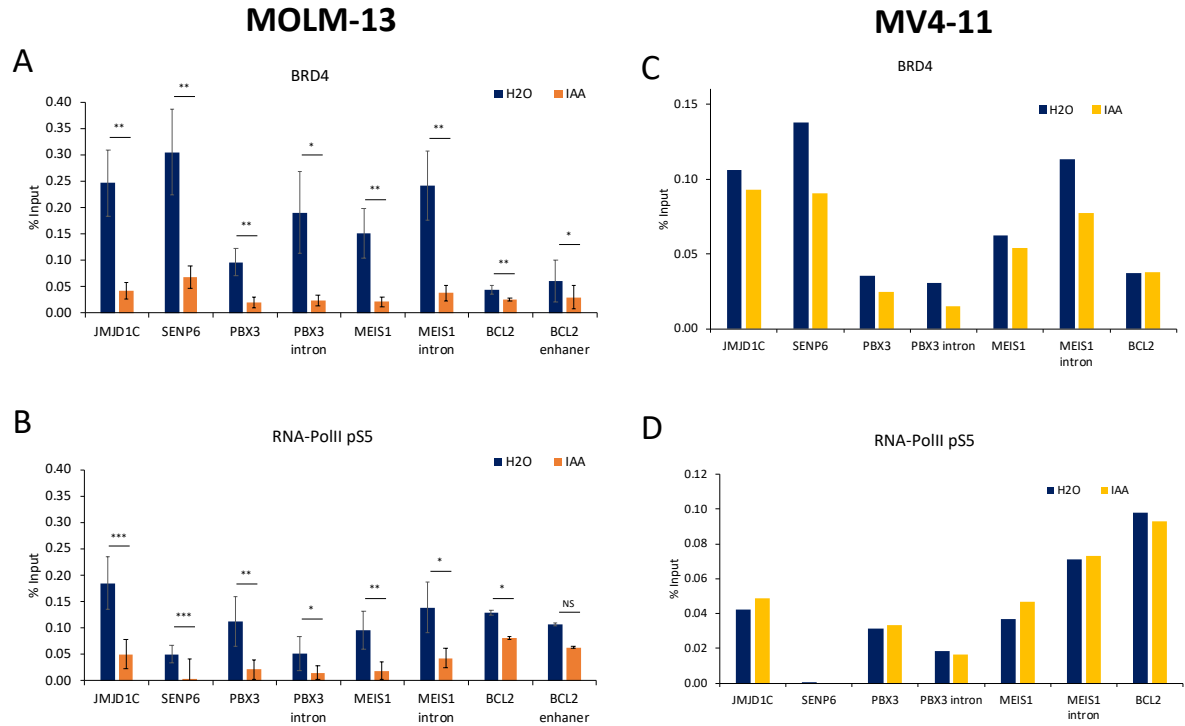 MOLM-13
A
BRD4
H2O IAA
% Input
0.40
0.35
0.30
0.25
0.20
0.15
0.10
0.05
0.00
** ** ** * ** ** ** *
JMJD1C SENP6 PBX3 PBX3 MEIS1 MEIS1 BCL2 BCL2
intron intron enhaner
B
RNA-PolII pS5
H2O IAA
% Input
0.40
0.35
0.30
0.25
0.20
0.15
0.10
0.05
0.00
*** *** ** * ** * * NS
JMJD1C SENP6 PBX3 PBX3 MEIS1 MEIS1 BCL2 BCL2
intron intron enhaner
MV4-11
C
BRD4
H2O IAA
% Input
0.15
0.10
0.05
0.00
JMJD1C SENP6 PBX3 PBX3 intron MEIS1 MEIS1 BCL2
intron
D
RNA-PolII pS5
H2O IAA
% Input
0.12
0.10
0.08
0.06
0.04
0.02
0.00
JMJD1C SENP6 PBX3 PBX3 intron MEIS1 MEIS1 BCL2
intron